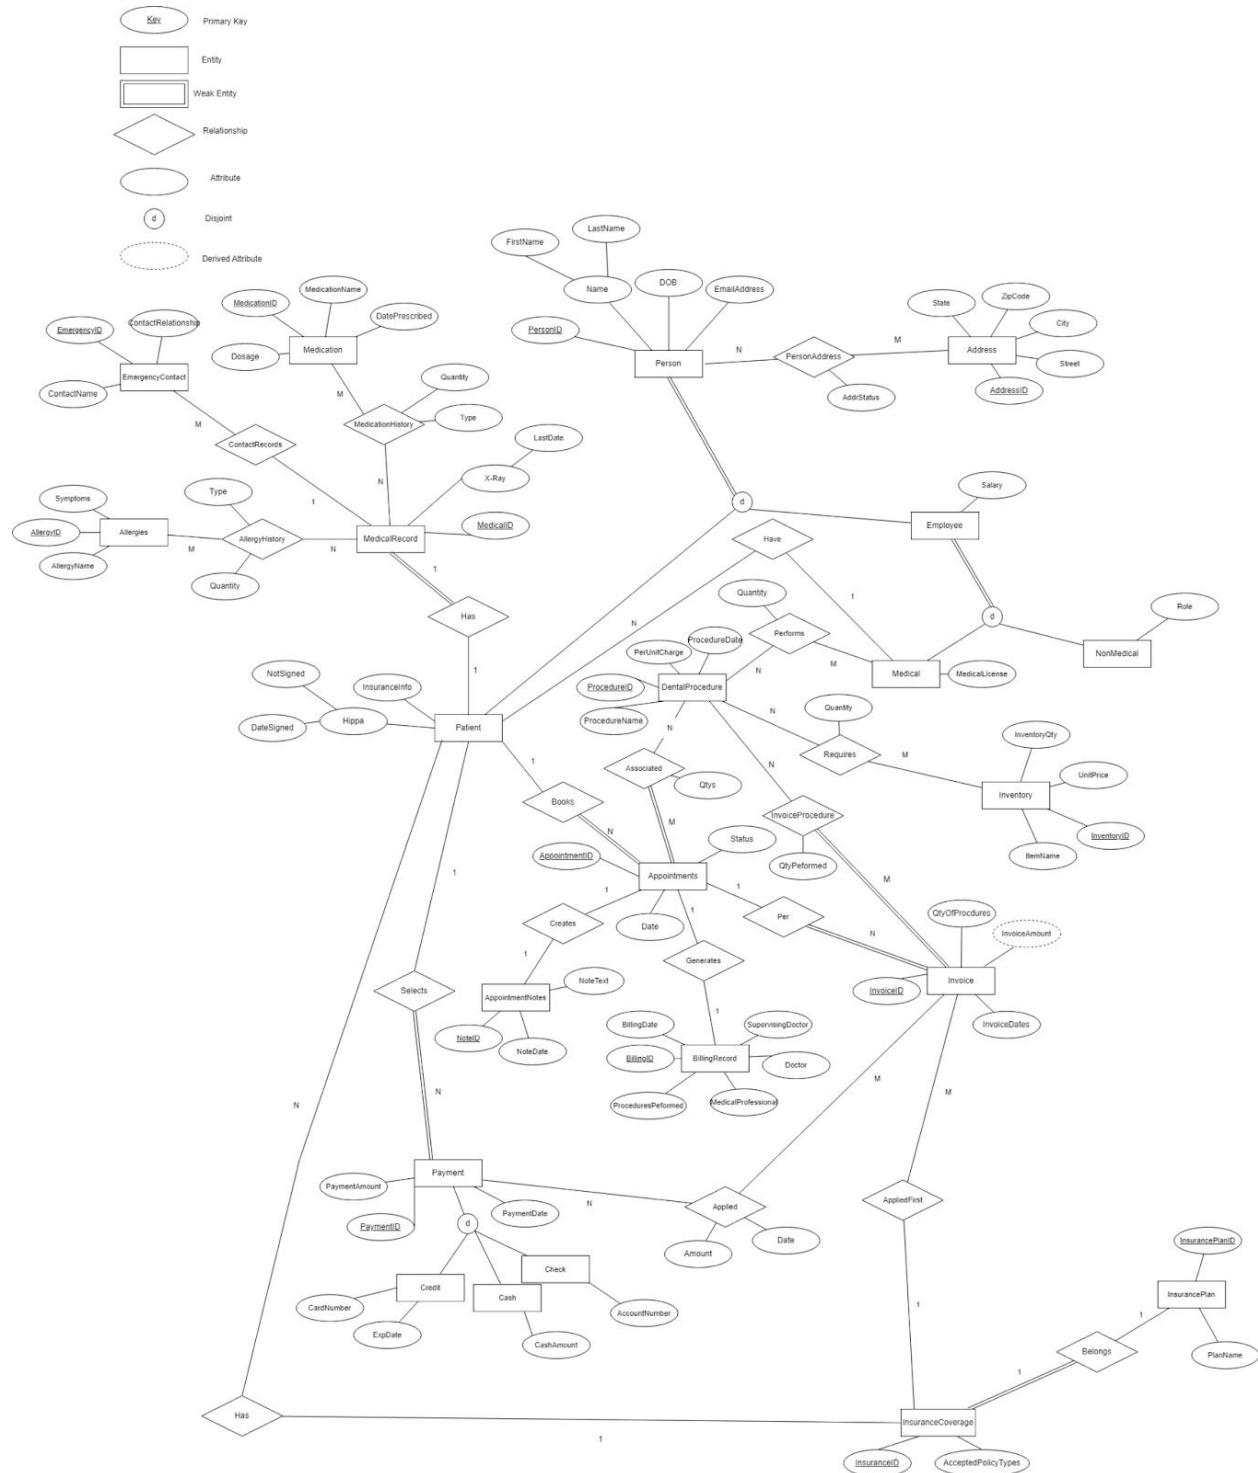 Key
Primary Key
Entity
Weak Entity
Relationship
Attribute
d
Disjoint
Derived Attribute
LastName
FirstName
Name
DOB
EmailAddress
PersonID
Person
N
PersonAddress
M
AddrStatus
State
ZipCode
City
Address
Street
AddressID
MedicationName
MedicationID
DatePrescribed
Dosage
Medication
ContactRelationship
EmergencyID
EmergencyContact
ContactName
M
ContactRecords
1
M
Quantity
MedicationHistory
Type
N
LastDate
X-Ray
MedicalID
MedicalRecord
Symptoms
AllergyID
Allergies
AllergyName
M
Type
AllergyHistory
Quantity
N
1
Has
1
d
Salary
Employee
d
Role
NonMedical
Have
1
N
Quantity
Performs
N
M
Medical
MedicalLicense
ProcedureDate
PerUnitCharge
ProcedureID
DentalProcedure
ProcedureName
NotSigned
InsuranceInfo
DateSigned
Hippa
Patient
N
Quantity
Requires
M
InventoryQty
UnitPrice
Inventory
InventoryID
ItemName
N
Associated
Qtys
M
N
InvoiceProcedure
QtyPeformed
M
1
Books
N
AppointmentID
Status
Appointments
Date
1
Creates
1
AppointmentNotes
NoteText
NoteID
NoteDate
1
Generates
1
1
Per
N
QtyOfProcdures
InvoiceAmount
Invoice
InvoiceID
InvoiceDates
BillingDate
SupervisingDoctor
BillingID
BillingRecord
Doctor
ProceduresPeformed
MedicalProfessional
1
Selects
N
Payment
PaymentAmount
PaymentID
PaymentDate
d
Check
Credit
Cash
CardNumber
ExpDate
AccountNumber
CashAmount
N
Applied
M
Amount
Date
M
AppliedFirst
1
InsurancePlanID
InsurancePlan
PlanName
1
Belongs
1
N
Has
1
InsuranceCoverage
InsuranceID
AcceptedPolicyTypes